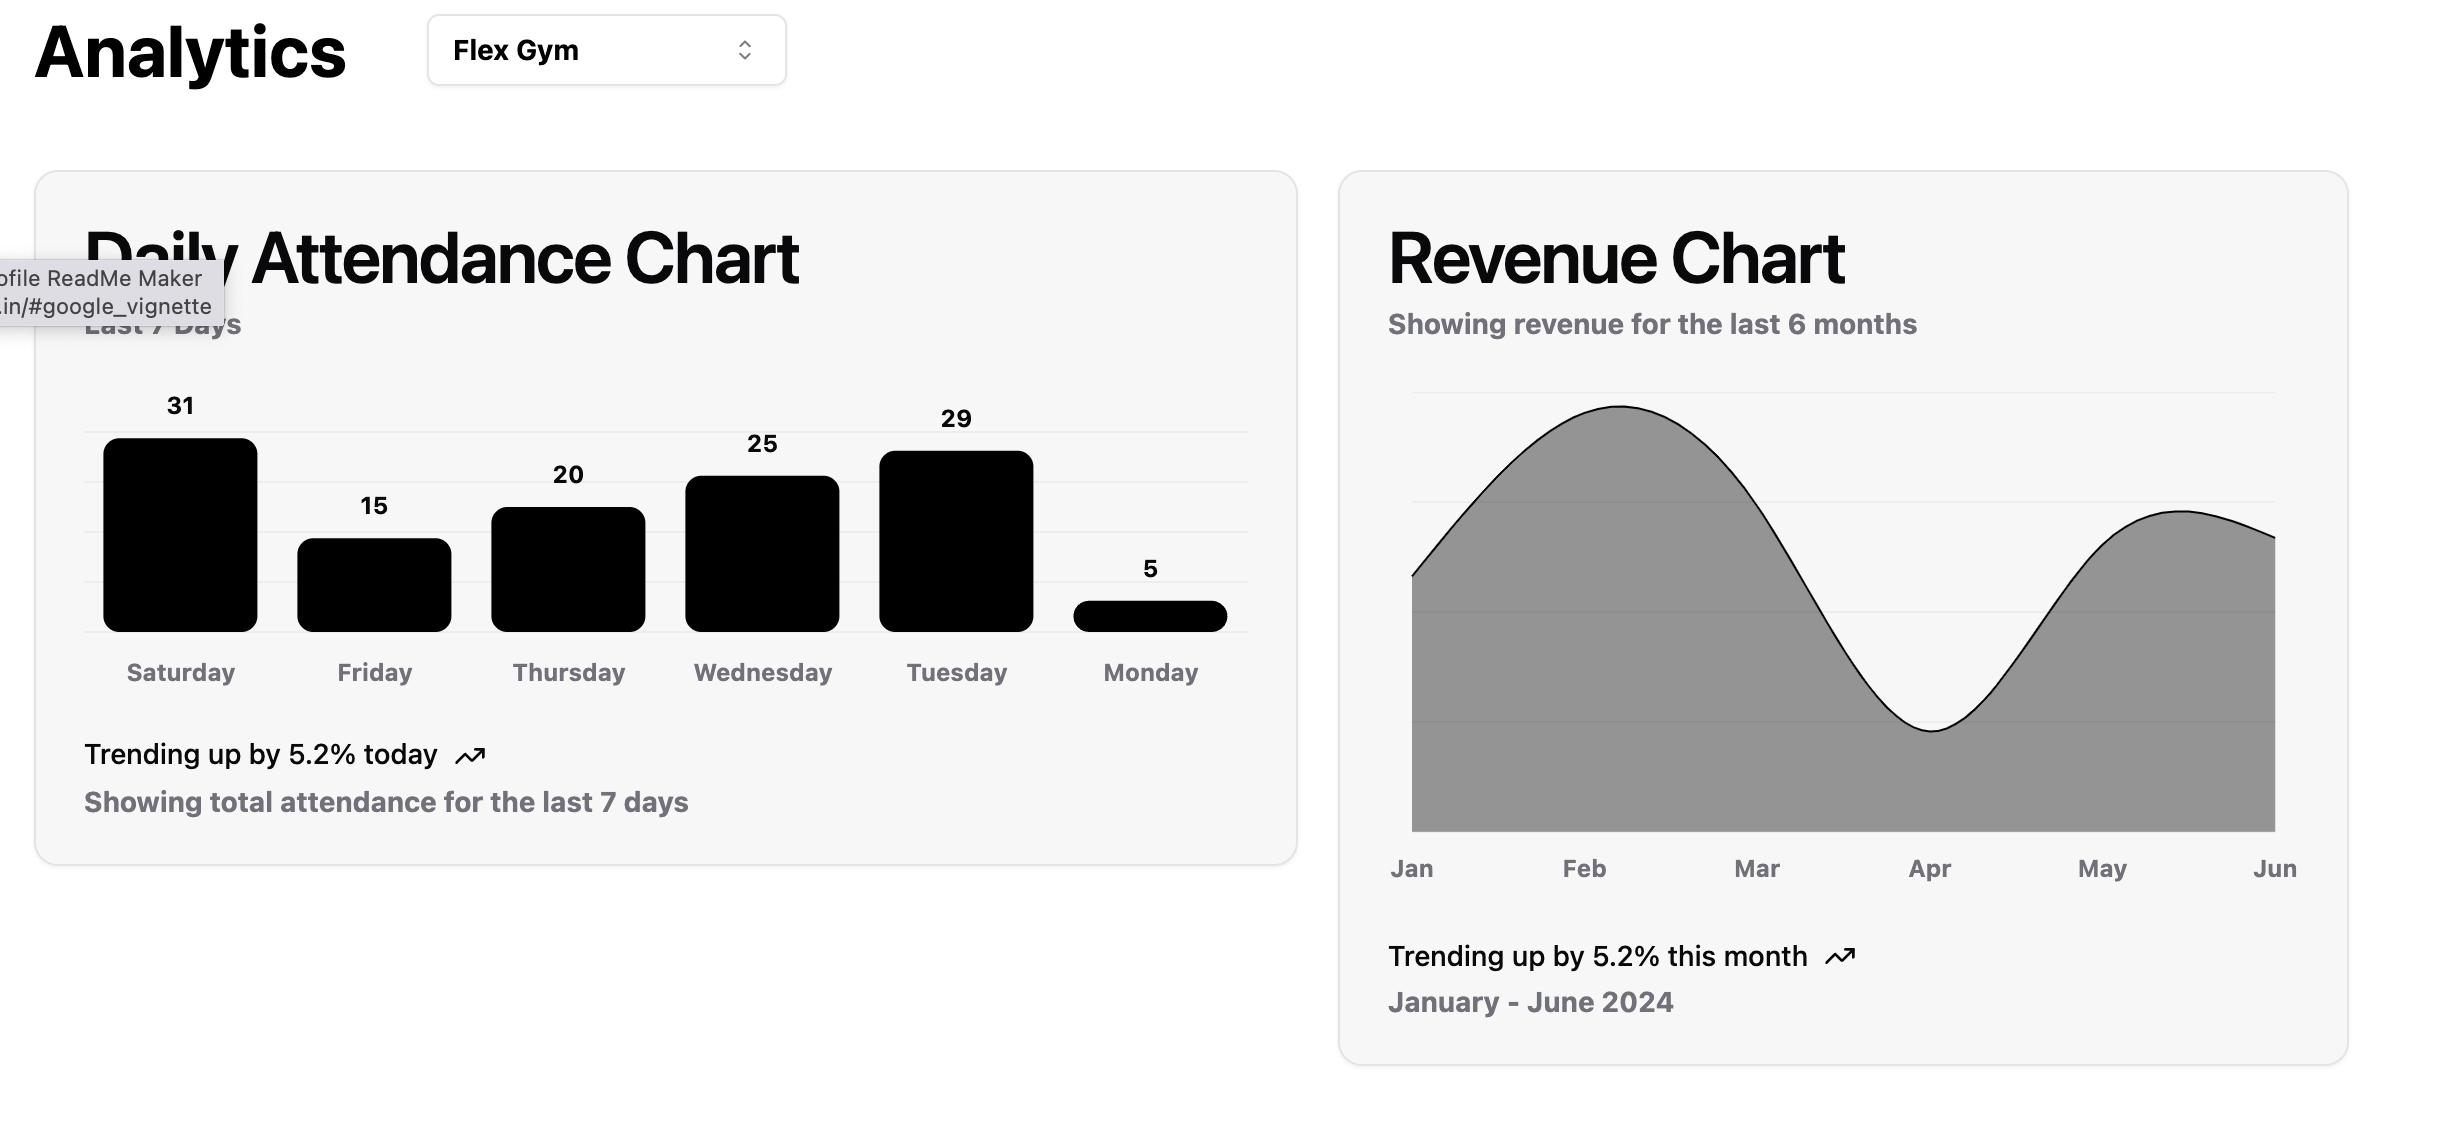 Analytics
Flex Gym
Daily Attendance Chart
ofile ReadMe Maker
.in/#google_vignette
Last 7 Days
31
15
20
25
29
5
Saturday
Friday
Thursday
Wednesday
Tuesday
Monday
Trending up by 5.2% today
Showing total attendance for the last 7 days
Revenue Chart
Showing revenue for the last 6 months
Jan
Feb
Mar
Apr
May
Jun
Trending up by 5.2% this month
January - June 2024